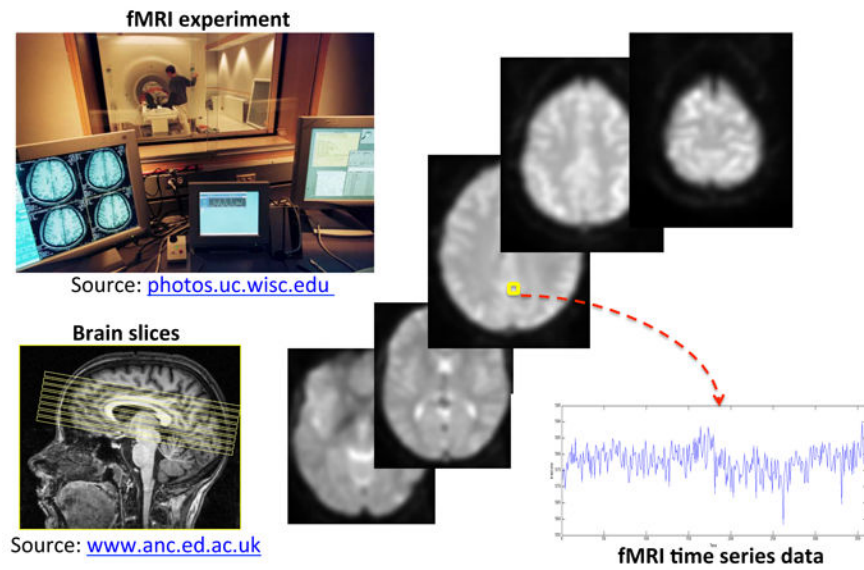 fMRI experiment
Source: photos.uc.wisc.edu
Brain slices
Source: www.anc.ed.ac.uk
fMRI time series data